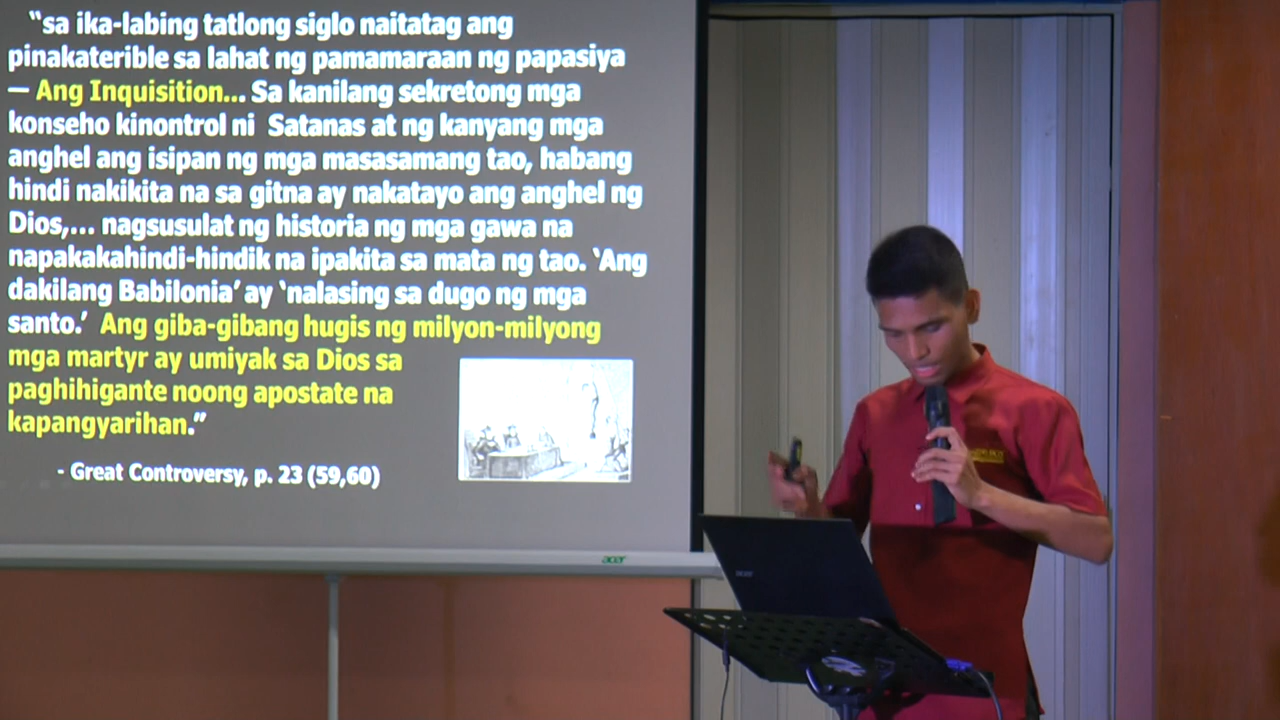 “sa ika-labing tatlong siglo naitatag ang
pinakaterible sa lahat ng pamamaraan ng papasiya
— Ang Inquisition... Sa kanilang sekretong mga
konseho kinontrol ni Satanas at ng kanyang mga
anghel ang isipan ng mga masasamang tao, habang
hindi nakikita na sa gitna ay nakatayo ang anghel ng
Dios,... nagsusulat ng historia ng mga gawa na
napakakahindi-hindik na ipakita sa mata ng tao. ‘Ang
dakilang Babilonia’ ay ‘nalasing sa dugo ng mga
santo.’ Ang giba-gibang hugis ng milyon-milyong
mga martyr ay umiyak sa Dios sa
paghihigante noong apostate na
kapangyarihan.”
- Great Controversy, p. 23 (59,60)
acer
acer